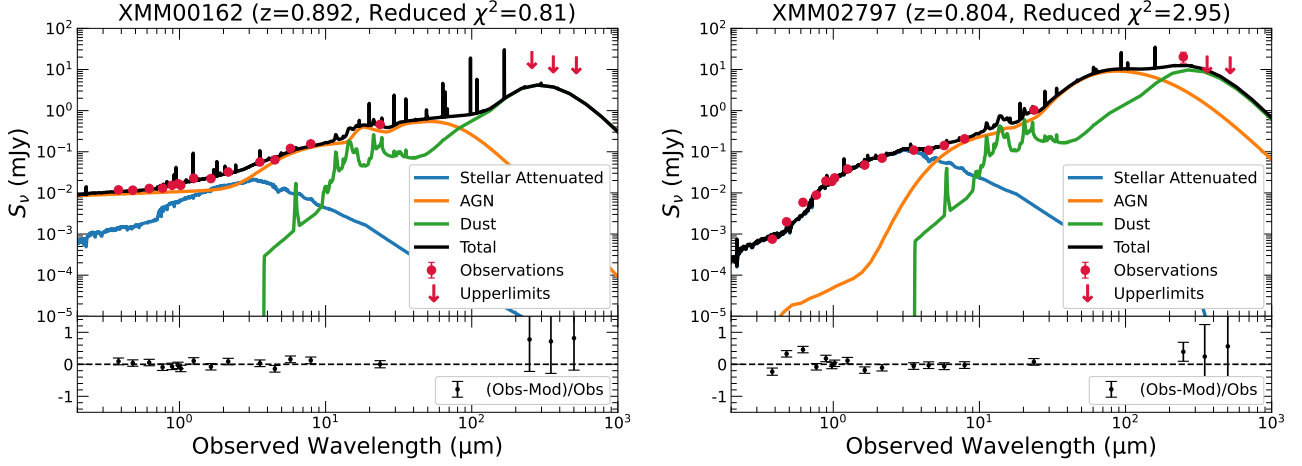 XMM00162 (z=0.892, Reduced χ²=0.81)
10²
10¹
10⁰
10⁻¹
10⁻²
10⁻³
10⁻⁴
10⁻⁵
Sν (mJy)
Stellar Attenuated
AGN
Dust
Total
Observations
Upperlimits
1
0
−1
(Obs-Mod)/Obs
10⁰ 10¹ 10² 10³
Observed Wavelength (μm)
XMM02797 (z=0.804, Reduced χ²=2.95)
10²
10¹
10⁰
10⁻¹
10⁻²
10⁻³
10⁻⁴
10⁻⁵
Sν (mJy)
Stellar Attenuated
AGN
Dust
Total
Observations
Upperlimits
1
0
−1
(Obs-Mod)/Obs
10⁰ 10¹ 10² 10³
Observed Wavelength (μm)